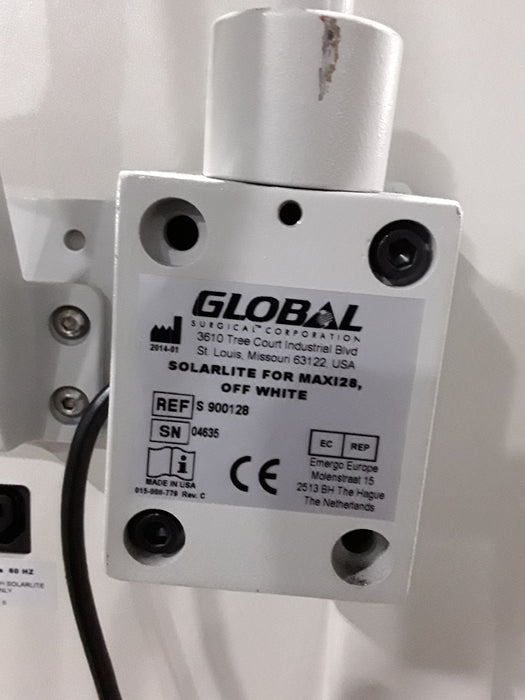 GLOBAL
SURGICAL™ CORPORATION
3610 Tree Court Industrial Blvd
St. Louis, Missouri 63122 USA
2014-01
SOLARLITE FOR MAXI28,
OFF WHITE
REF S 900128
SN 04635
i
MADE IN USA
015-000-779 Rev. C
CE
EC REP
Emergo Europe
Molenstraat 15
2513 BH The Hague
The Netherlands
60 HZ
SOLARLITE